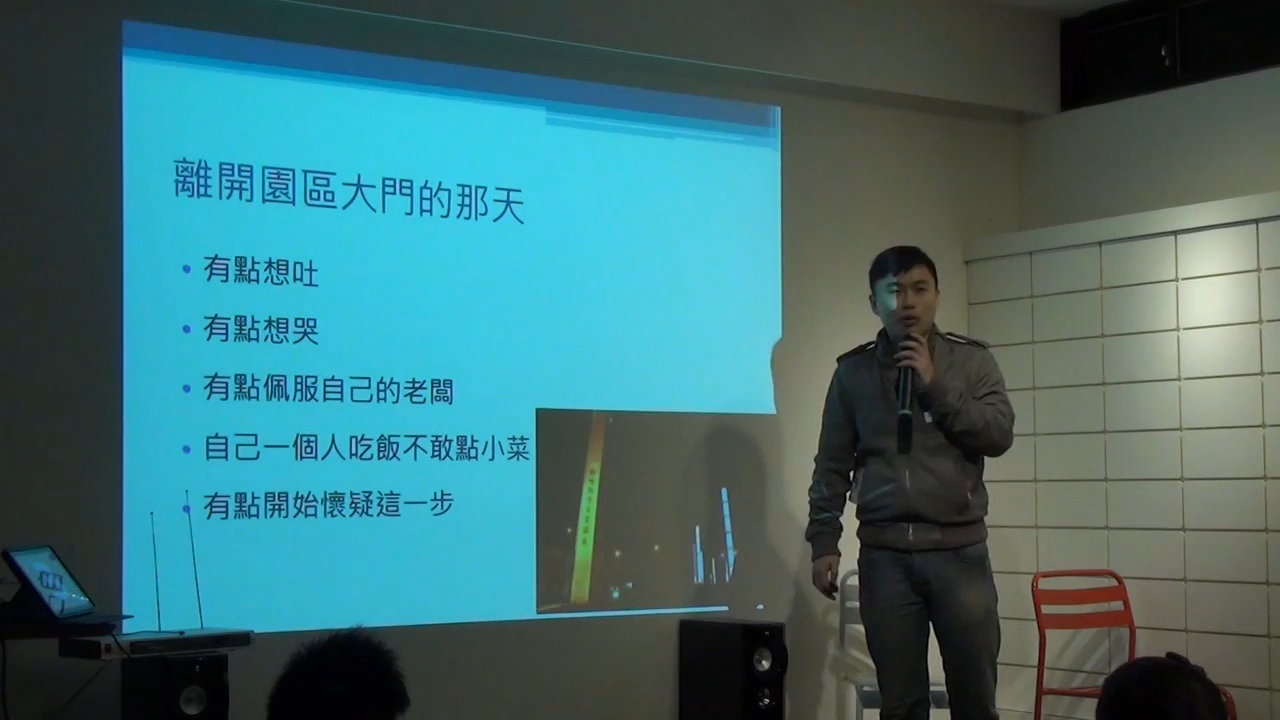 離開園區大門的那天
• 有點想吐
• 有點想哭
• 有點佩服自己的老闆
• 自己一個人吃飯不敢點小菜
• 有點開始懷疑這一步